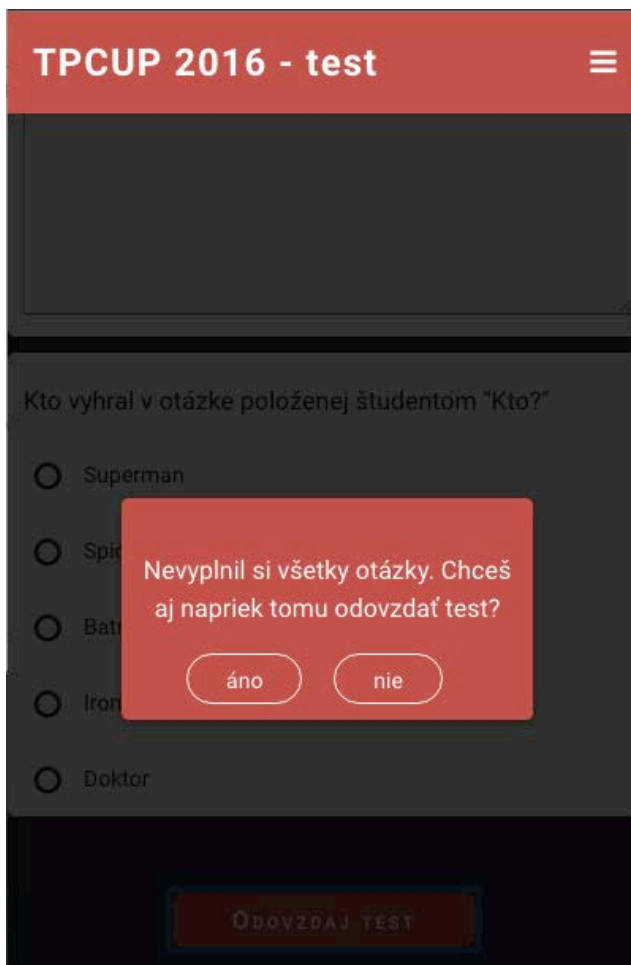 TPCUP 2016 - test
Kto vyhral v otázke položenej študentom "Kto?"
Superman
Nevyplnil si všetky otázky. Chceš
aj napriek tomu odovzdať test?
áno nie
Doktor
Odovzdaj test